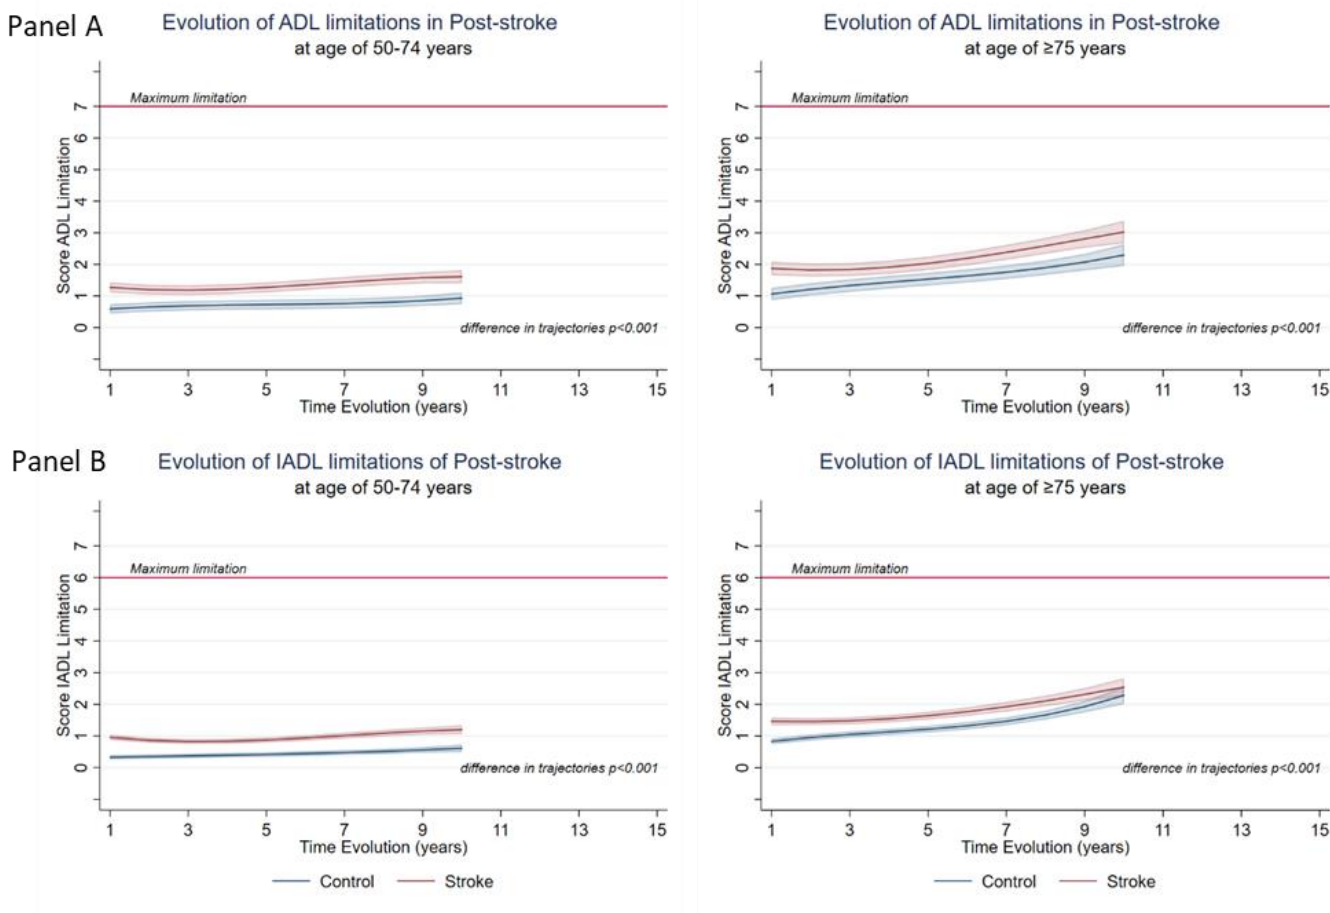 Panel A
Evolution of ADL limitations in Post-stroke
at age of 50-74 years
Maximum limitation
Score ADL Limitation
7
6
5
4
3
2
1
0
difference in trajectories p<0.001
1 3 5 7 9 11 13 15
Time Evolution (years)
Evolution of ADL limitations in Post-stroke
at age of ≥75 years
Maximum limitation
Score ADL Limitation
7
6
5
4
3
2
1
0
difference in trajectories p<0.001
1 3 5 7 9 11 13 15
Time Evolution (years)
Panel B
Evolution of IADL limitations of Post-stroke
at age of 50-74 years
Score IADL Limitation
7
Maximum limitation
6
5
4
3
2
1
0
difference in trajectories p<0.001
1 3 5 7 9 11 13 15
Time Evolution (years)
Control Stroke
Evolution of IADL limitations of Post-stroke
at age of ≥75 years
Score IADL Limitation
7
Maximum limitation
6
5
4
3
2
1
0
difference in trajectories p<0.001
1 3 5 7 9 11 13 15
Time Evolution (years)
Control Stroke